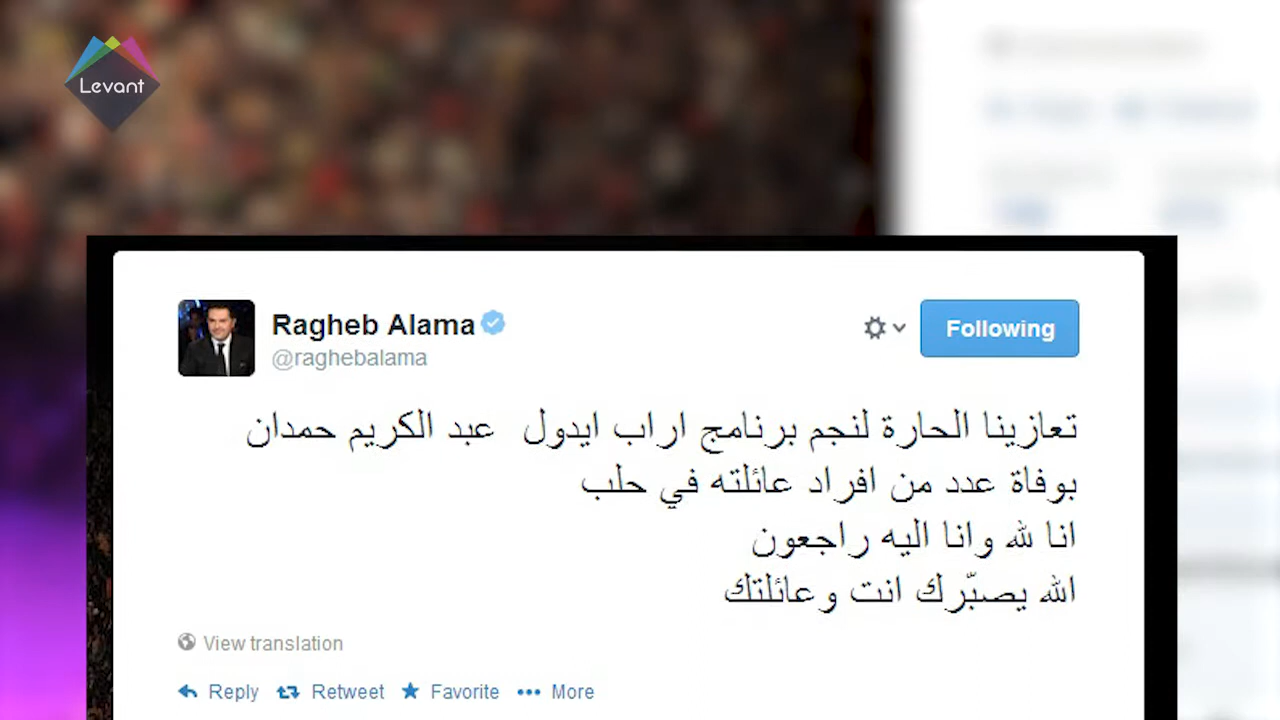 Levant
Ragheb Alama
@raghebalama
Following
تعازينا الحارة لنجم برنامج اراب ايدول عبد الكريم حمدان
بوفاة عدد من افراد عائلته في حلب
انا لله وانا اليه راجعون
الله يصبّرك انت وعائلتك
View translation
Reply Retweet Favorite More